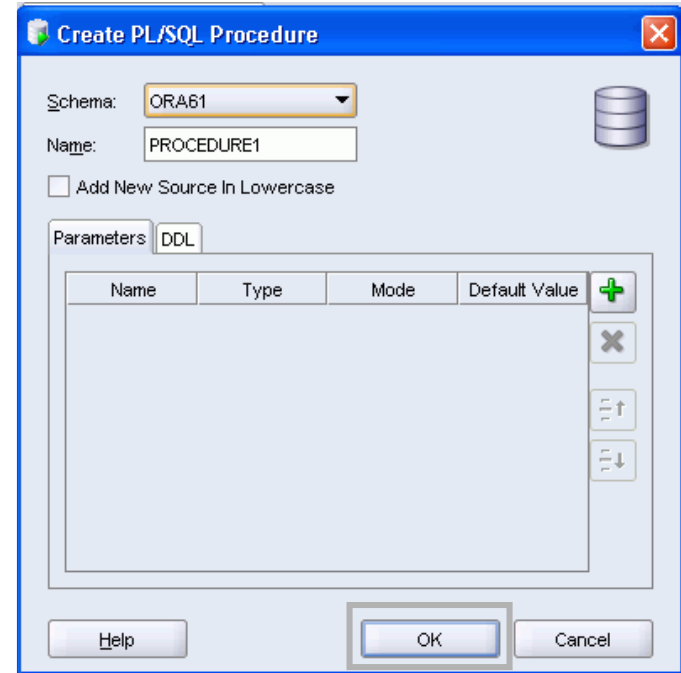 Create PL/SQL Procedure
Schema: ORA61
Name: PROCEDURE1
Add New Source In Lowercase
Parameters DDL
Name Type Mode Default Value
Help OK Cancel